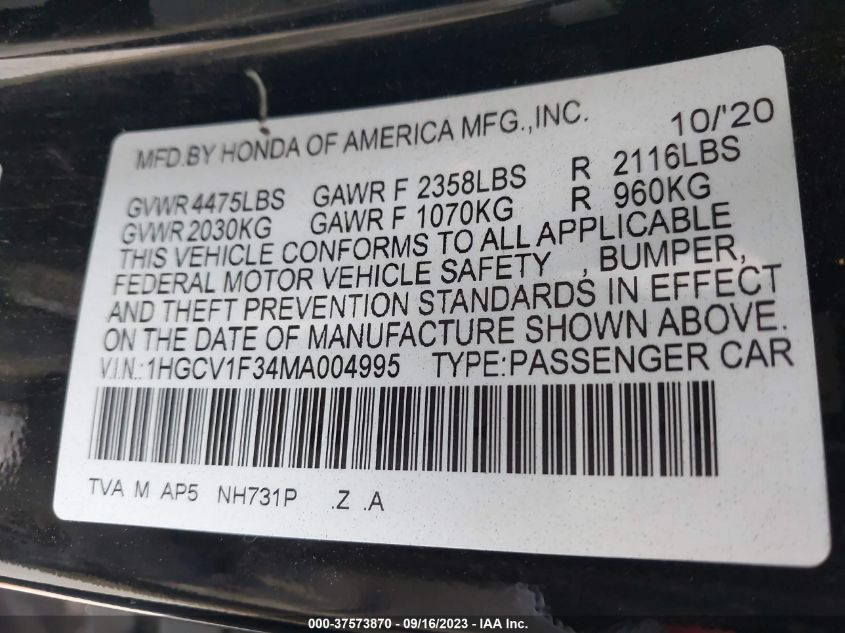 MFD.BY HONDA OF AMERICA MFG.,INC. 10/'20
GVWR 4475LBS GAWR F 2358LBS R 2116LBS
GVWR 2030KG GAWR F 1070KG R 960KG
THIS VEHICLE CONFORMS TO ALL APPLICABLE
FEDERAL MOTOR VEHICLE SAFETY , BUMPER,
AND THEFT PREVENTION STANDARDS IN EFFECT
ON THE DATE OF MANUFACTURE SHOWN ABOVE.
V.I.N.:1HGCV1F34MA004995 TYPE:PASSENGER CAR
TVA M AP5 NH731P .Z .A
000-37573870 - 09/16/2023 - IAA Inc.